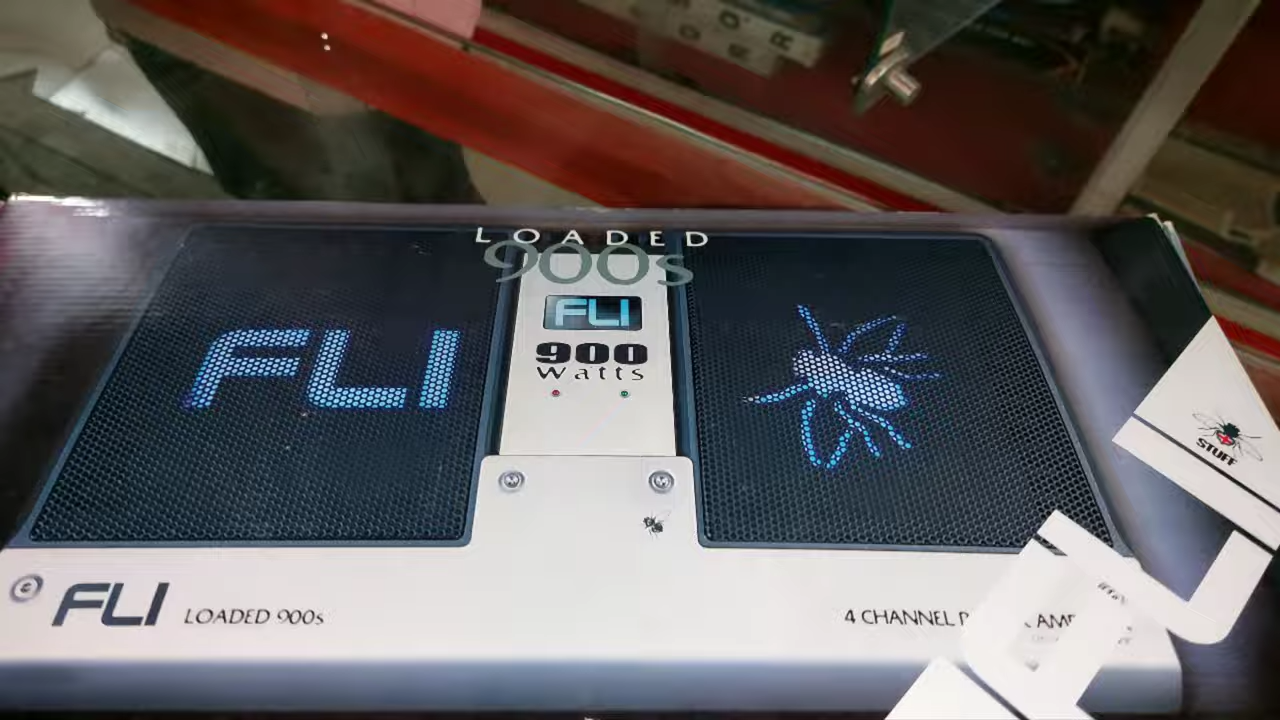 LOADED
900s
FLI
900
Watts
FLI
FLI LOADED 900s
4 CHANNEL
STUFF